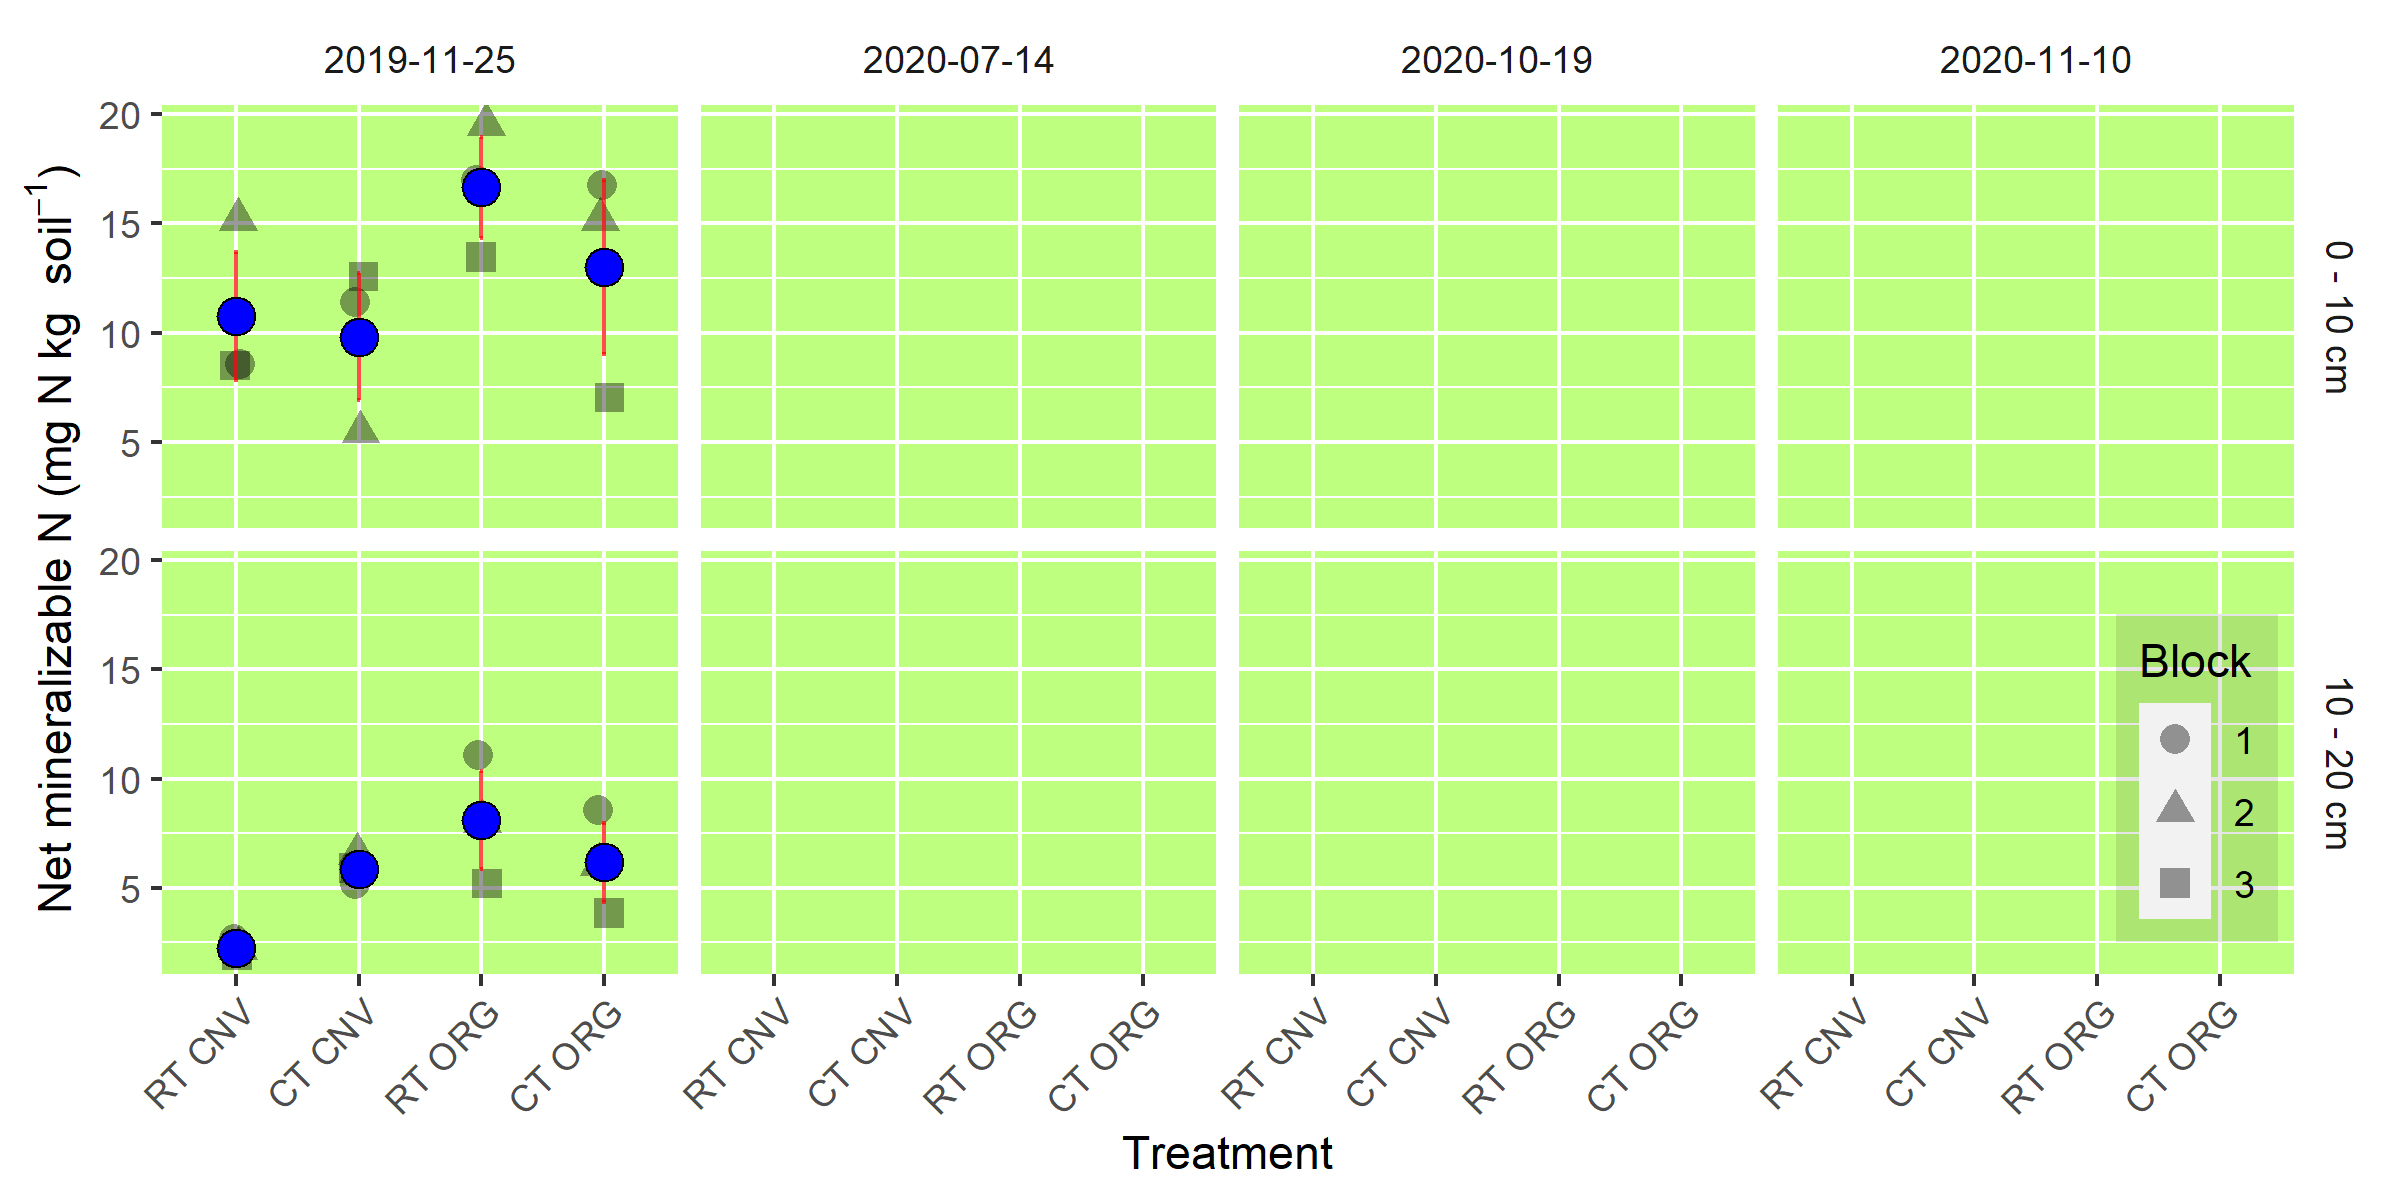 2019-11-25 2020-07-14 2020-10-19 2020-11-10
Net mineralizable N (mg N kg soil⁻¹)
20
15
10
5
0 - 10 cm
20
15
10
5
10 - 20 cm
Block
1
2
3
RT CNV CT CNV RT ORG CT ORG RT CNV CT CNV RT ORG CT ORG RT CNV CT CNV RT ORG CT ORG RT CNV CT CNV RT ORG CT ORG
Treatment